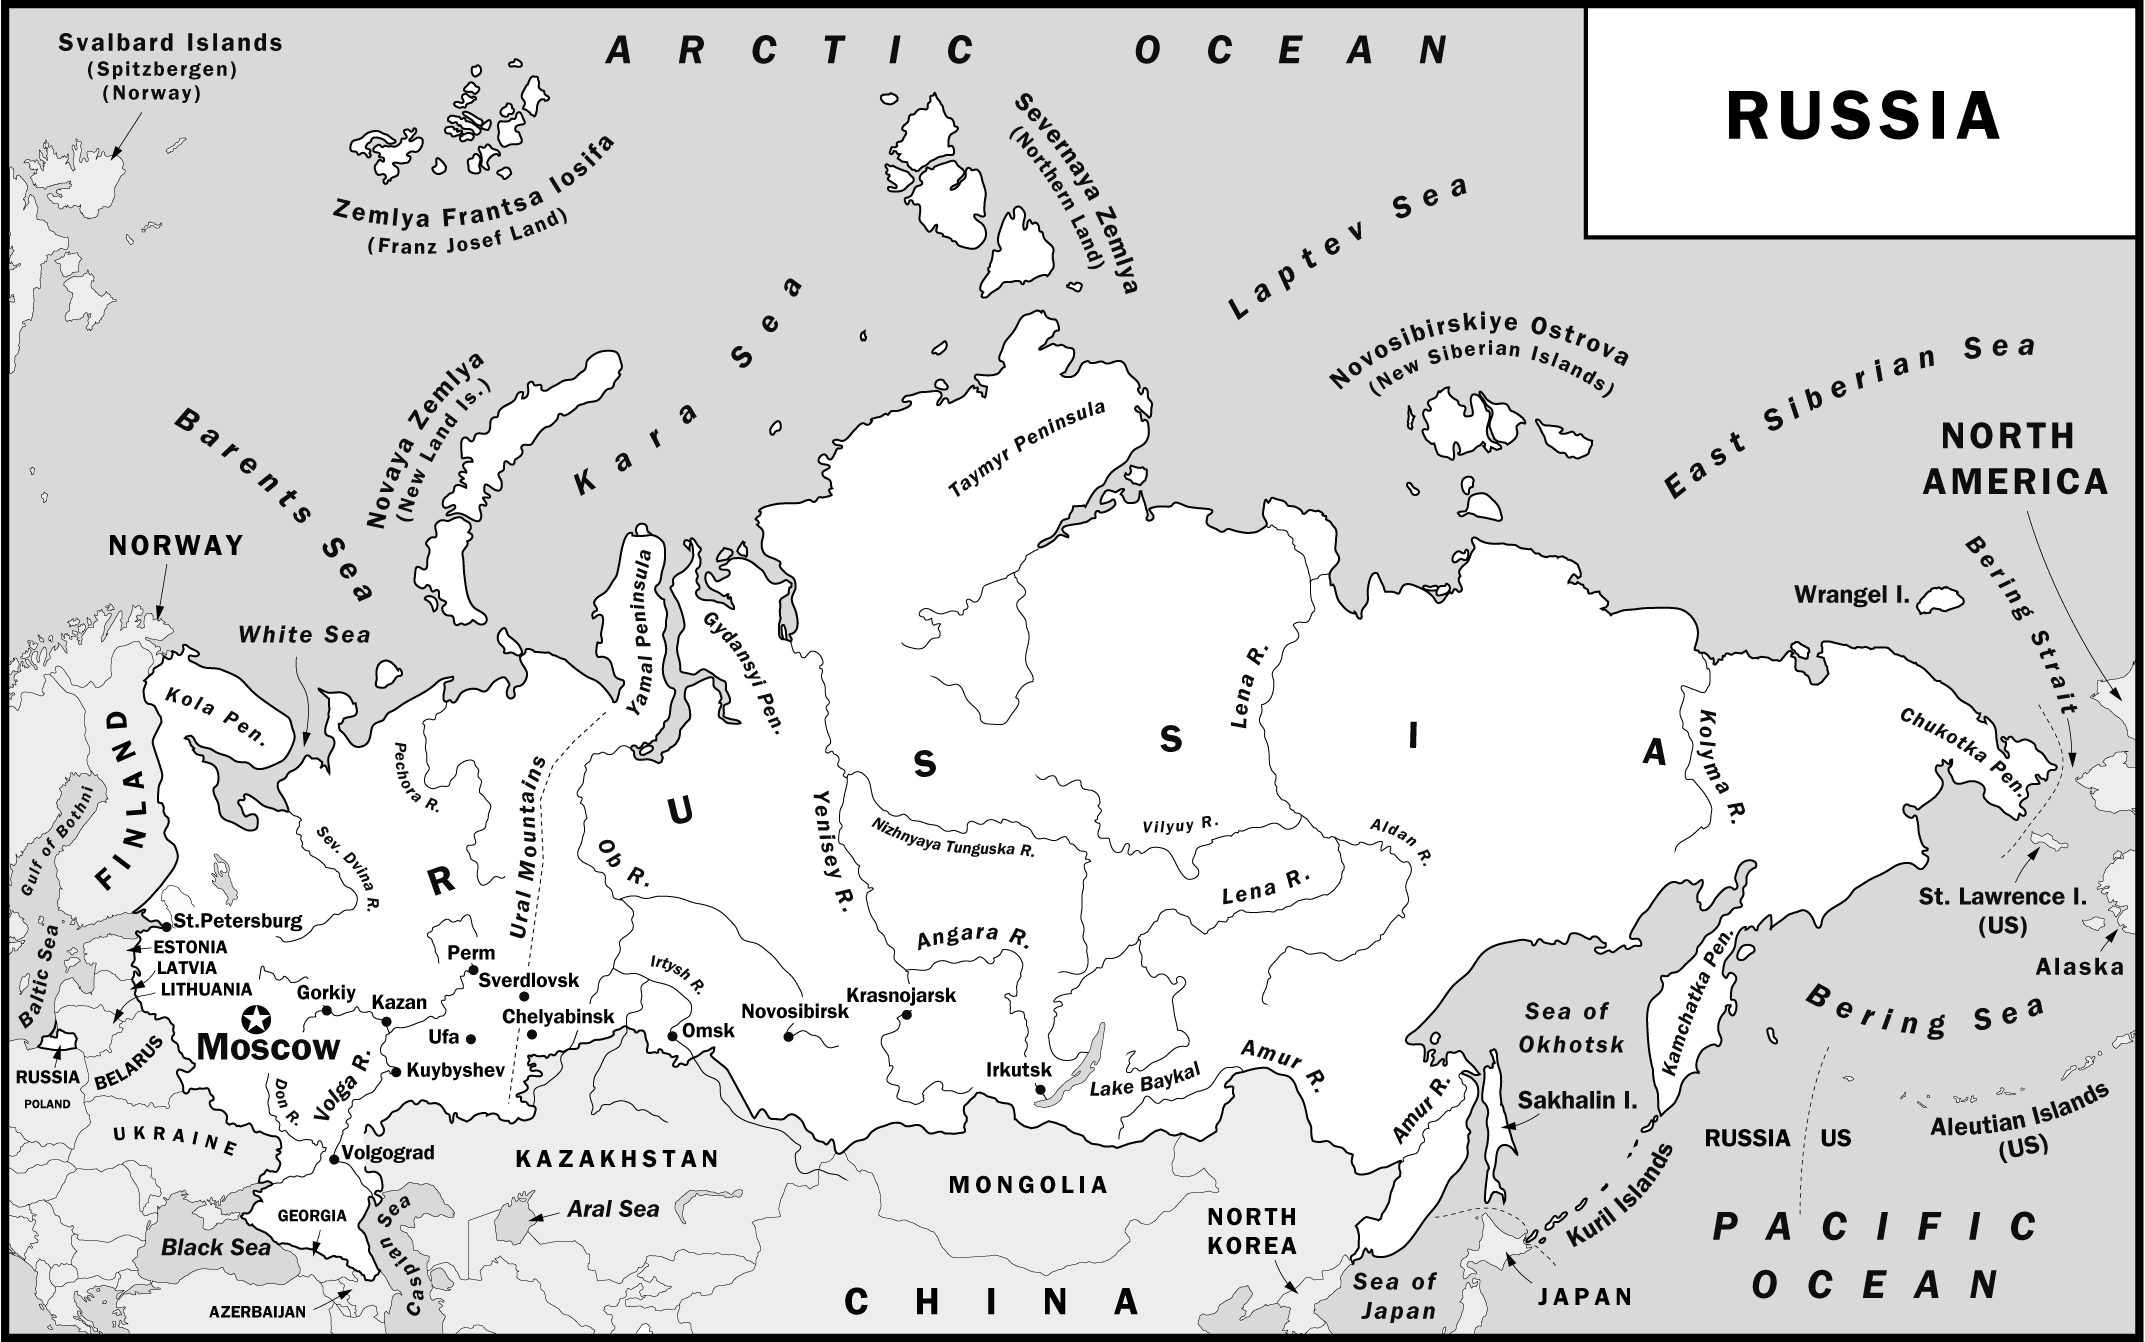 RUSSIA
ARCTIC OCEAN
Svalbard Islands
(Spitzbergen)
(Norway)
Zemlya Frantsa Iosifa
(Franz Josef Land)
Severnaya Zemlya
(Northern Land)
Laptev Sea
Kara Sea
Novosibirskiye Ostrova
(New Siberian Islands)
East Siberian Sea
NORTH
AMERICA
Novaya Zemlya
(New Land Is.)
Barents Sea
Taymyr Peninsula
NORWAY
White Sea
Yamal Peninsula
Gydansyi Pen.
Wrangel I.
Bering Strait
Kola Pen.
FINLAND
Gulf of Bothni
Pechora R.
Sev. Dvina R.
Ural Mountains
Ob R.
Yenisey R.
Lena R.
Kolyma R.
Chukotka Pen.
RUSSIA
Nizhnyaya Tunguska R.
Vilyuy R.
Aldan R.
Lena R.
Angara R.
Irtysh R.
St. Lawrence I.
(US)
Alaska
St.Petersburg
ESTONIA
LATVIA
LITHUANIA
Baltic Sea
Perm
Sverdlovsk
Gorkiy
Kazan
Chelyabinsk
Ufa
Omsk
Novosibirsk
Krasnojarsk
Moscow
Kuybyshev
Irkutsk
Lake Baykal
Amur R.
Amur R.
Sea of
Okhotsk
Kamchatka Pen.
Bering Sea
Sakhalin I.
Aleutian Islands
(US)
RUSSIA
US
RUSSIA
POLAND
BELARUS
Don R.
Volga R.
UKRAINE
Volgograd
KAZAKHSTAN
MONGOLIA
Aral Sea
GEORGIA
Black Sea
Caspian Sea
AZERBAIJAN
NORTH
KOREA
Kuril Islands
PACIFIC
OCEAN
CHINA
Sea of
Japan
JAPAN